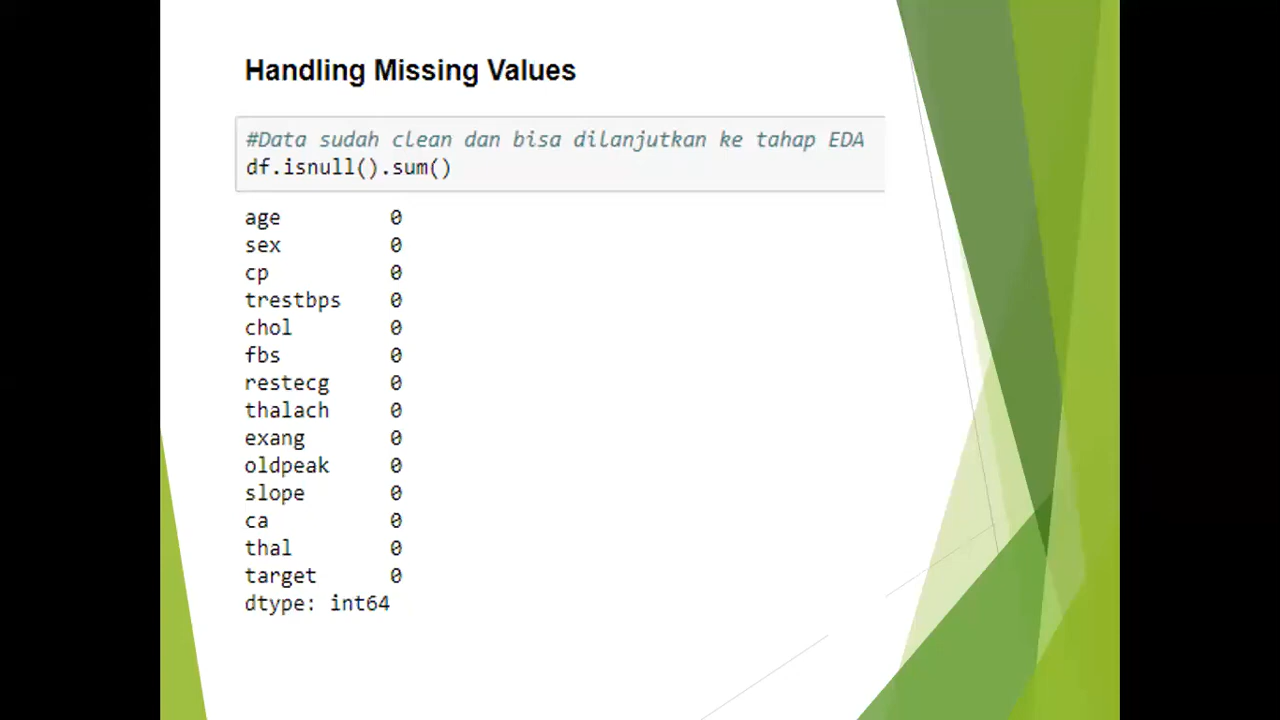 Handling Missing Values
#Data sudah clean dan bisa dilanjutkan ke tahap EDA
df.isnull().sum()
age 0
sex 0
cp 0
trestbps 0
chol 0
fbs 0
restecg 0
thalach 0
exang 0
oldpeak 0
slope 0
ca 0
thal 0
target 0
dtype: int64